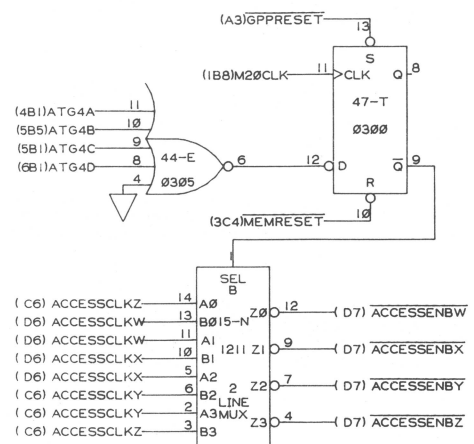 (A3)GPPRESET
13
S
(1B8)M20CLK 11 CLK Q 8
47-T
0300
(4B1)ATG4A 11
(5B5)ATG4B 10
(5B1)ATG4C 9
(6B1)ATG4D 8
4
44-E
0305
6
12 D Q 9
R
10
(3C4)MEMRESET
1
SEL
B
( C6) ACCESSCLKZ 14 A0 Z0 12 ( D7) ACCESSENBW
( D6) ACCESSCLKW 13 B0 15-N
( D6) ACCESSCLKW 11 A1
( D6) ACCESSCLKX 10 B1 1211 Z1 9 ( D7) ACCESSENBX
( D6) ACCESSCLKX 5 A2
( C6) ACCESSCLKY 6 B2 2 Z2 7 ( D7) ACCESSENBY
LINE
( C6) ACCESSCLKY 2 A3 MUX
( C6) ACCESSCLKZ 3 B3 Z3 4 ( D7) ACCESSENBZ